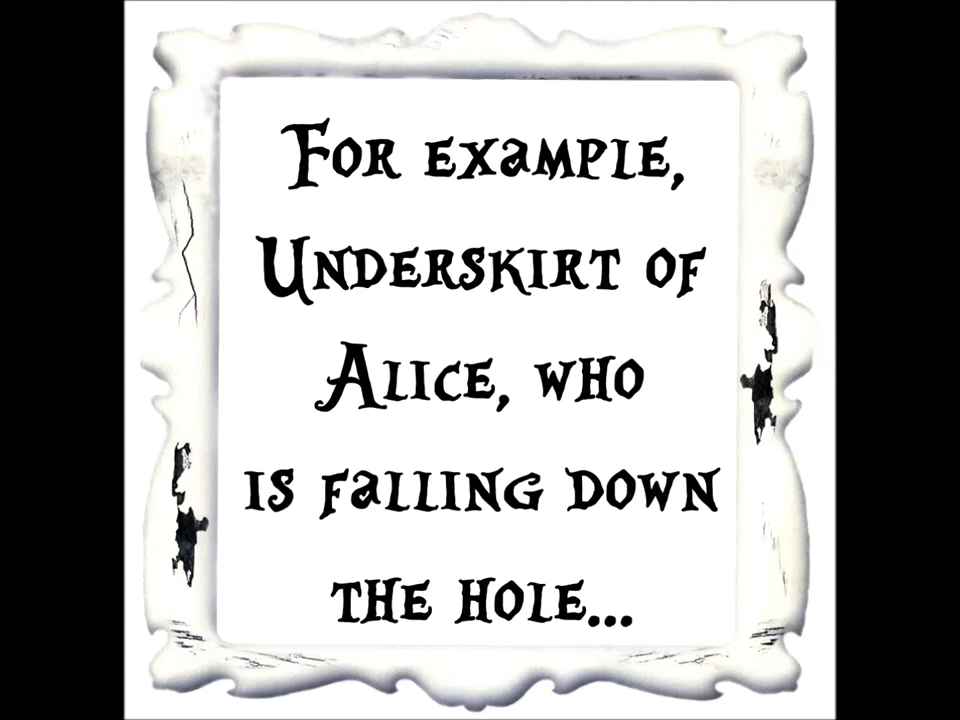 For example,
Underskirt of
Alice, who
is falling down
the hole...